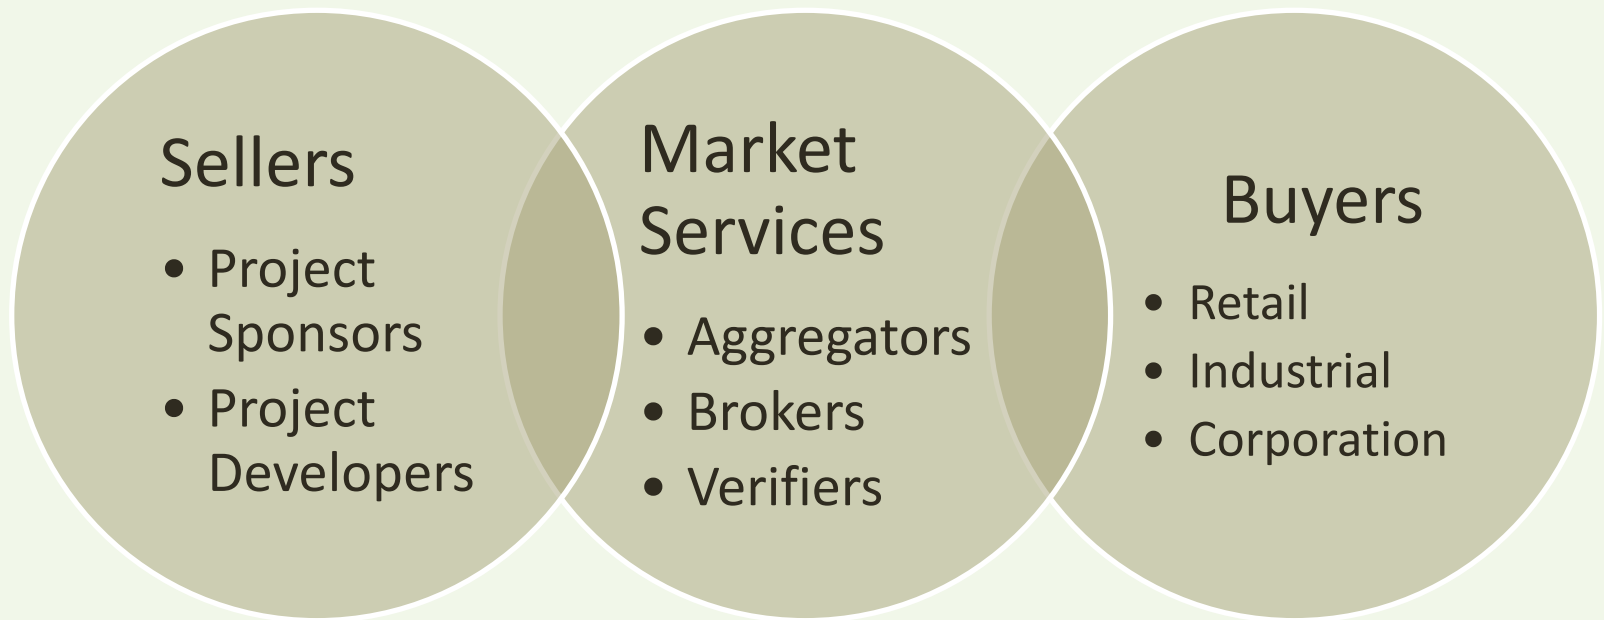 Sellers
• Project
Sponsors
• Project
Developers
Market
Services
• Aggregators
• Brokers
• Verifiers
Buyers
• Retail
• Industrial
• Corporation